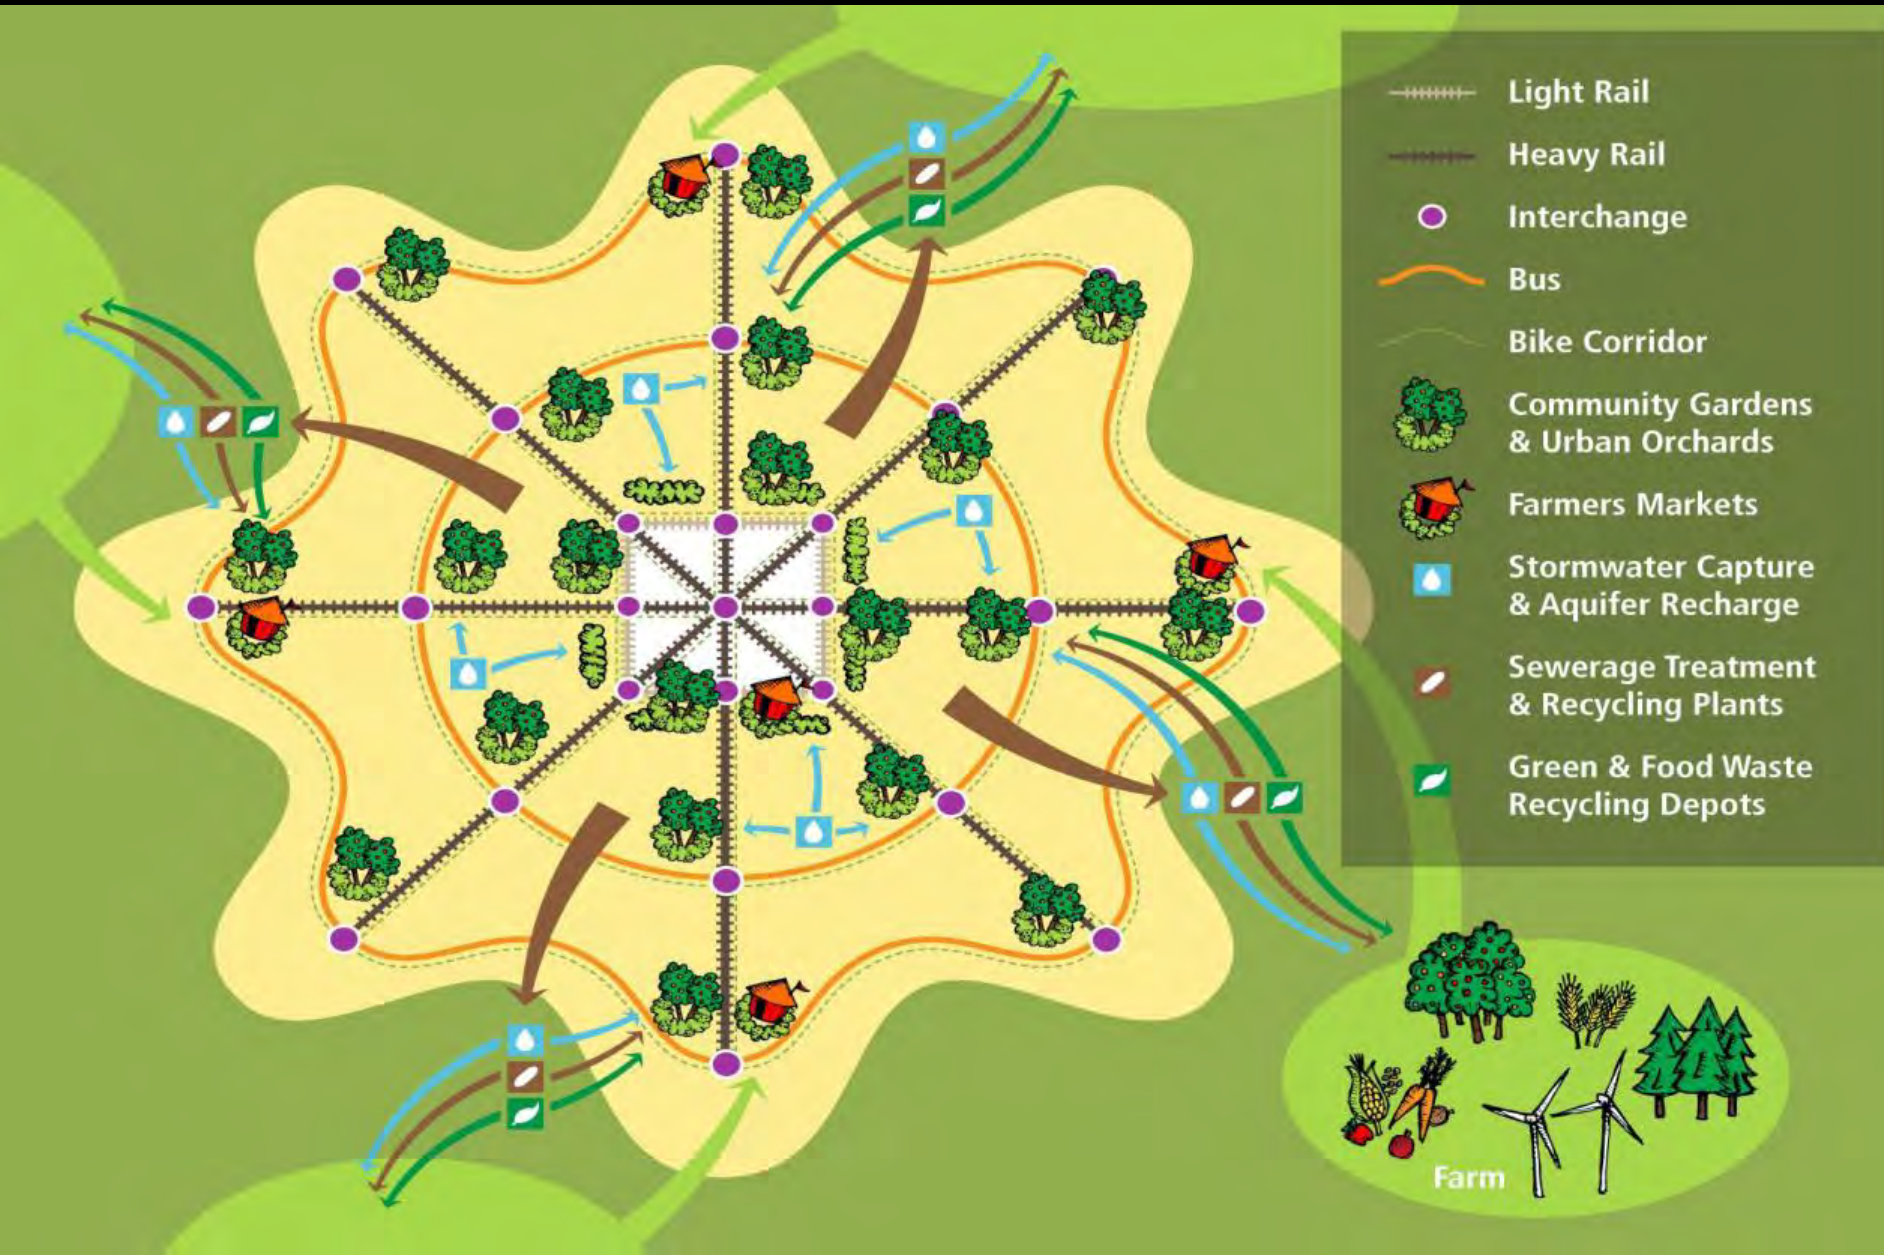 Light Rail
Heavy Rail
Interchange
Bus
Bike Corridor
Community Gardens
& Urban Orchards
Farmers Markets
Stormwater Capture
& Aquifer Recharge
Sewerage Treatment
& Recycling Plants
Green & Food Waste
Recycling Depots
Farm